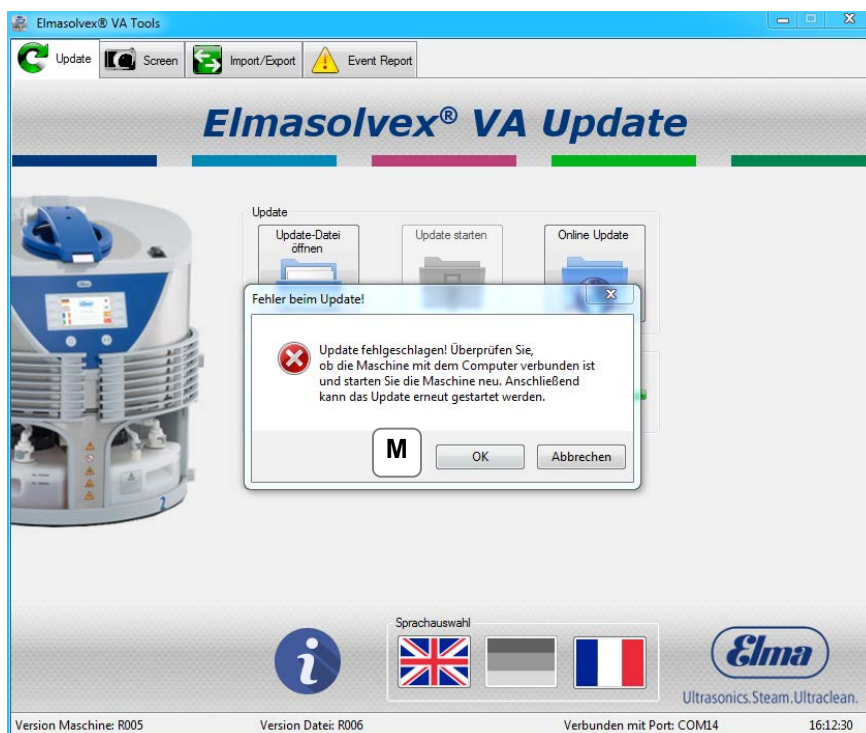 Elmasolvex® VA Tools
Update
Screen
Import/Export
Event Report
Elmasolvex® VA Update
Update
Update-Datei
öffnen
Update starten
Online Update
Fehler beim Update!
Update fehlgeschlagen! Überprüfen Sie,
ob die Maschine mit dem Computer verbunden ist
und starten Sie die Maschine neu. Anschließend
kann das Update erneut gestartet werden.
M
OK
Abbrechen
2
Sprachauswahl
i
Elma
Ultrasonics.Steam.Ultraclean.
Version Maschine: R005
Version Datei: R006
Verbunden mit Port: COM14
16:12:30